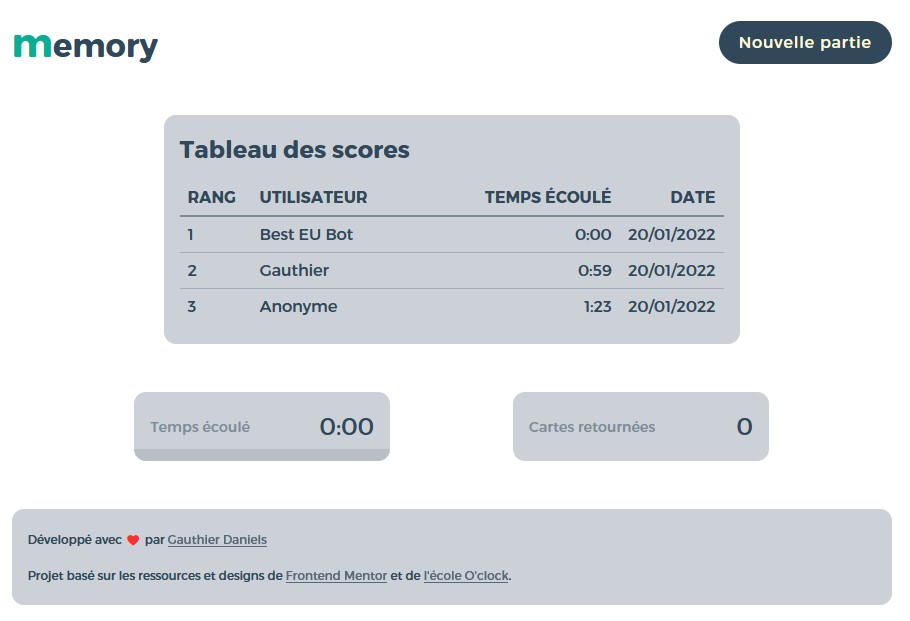 memory
Nouvelle partie
Tableau des scores
RANG UTILISATEUR TEMPS ÉCOULÉ DATE
1 Best EU Bot 0:00 20/01/2022
2 Gauthier 0:59 20/01/2022
3 Anonyme 1:23 20/01/2022
Temps écoulé 0:00
Cartes retournées 0
Développé avec ❤ par Gauthier Daniels
Projet basé sur les ressources et designs de Frontend Mentor et de l'école O'clock.